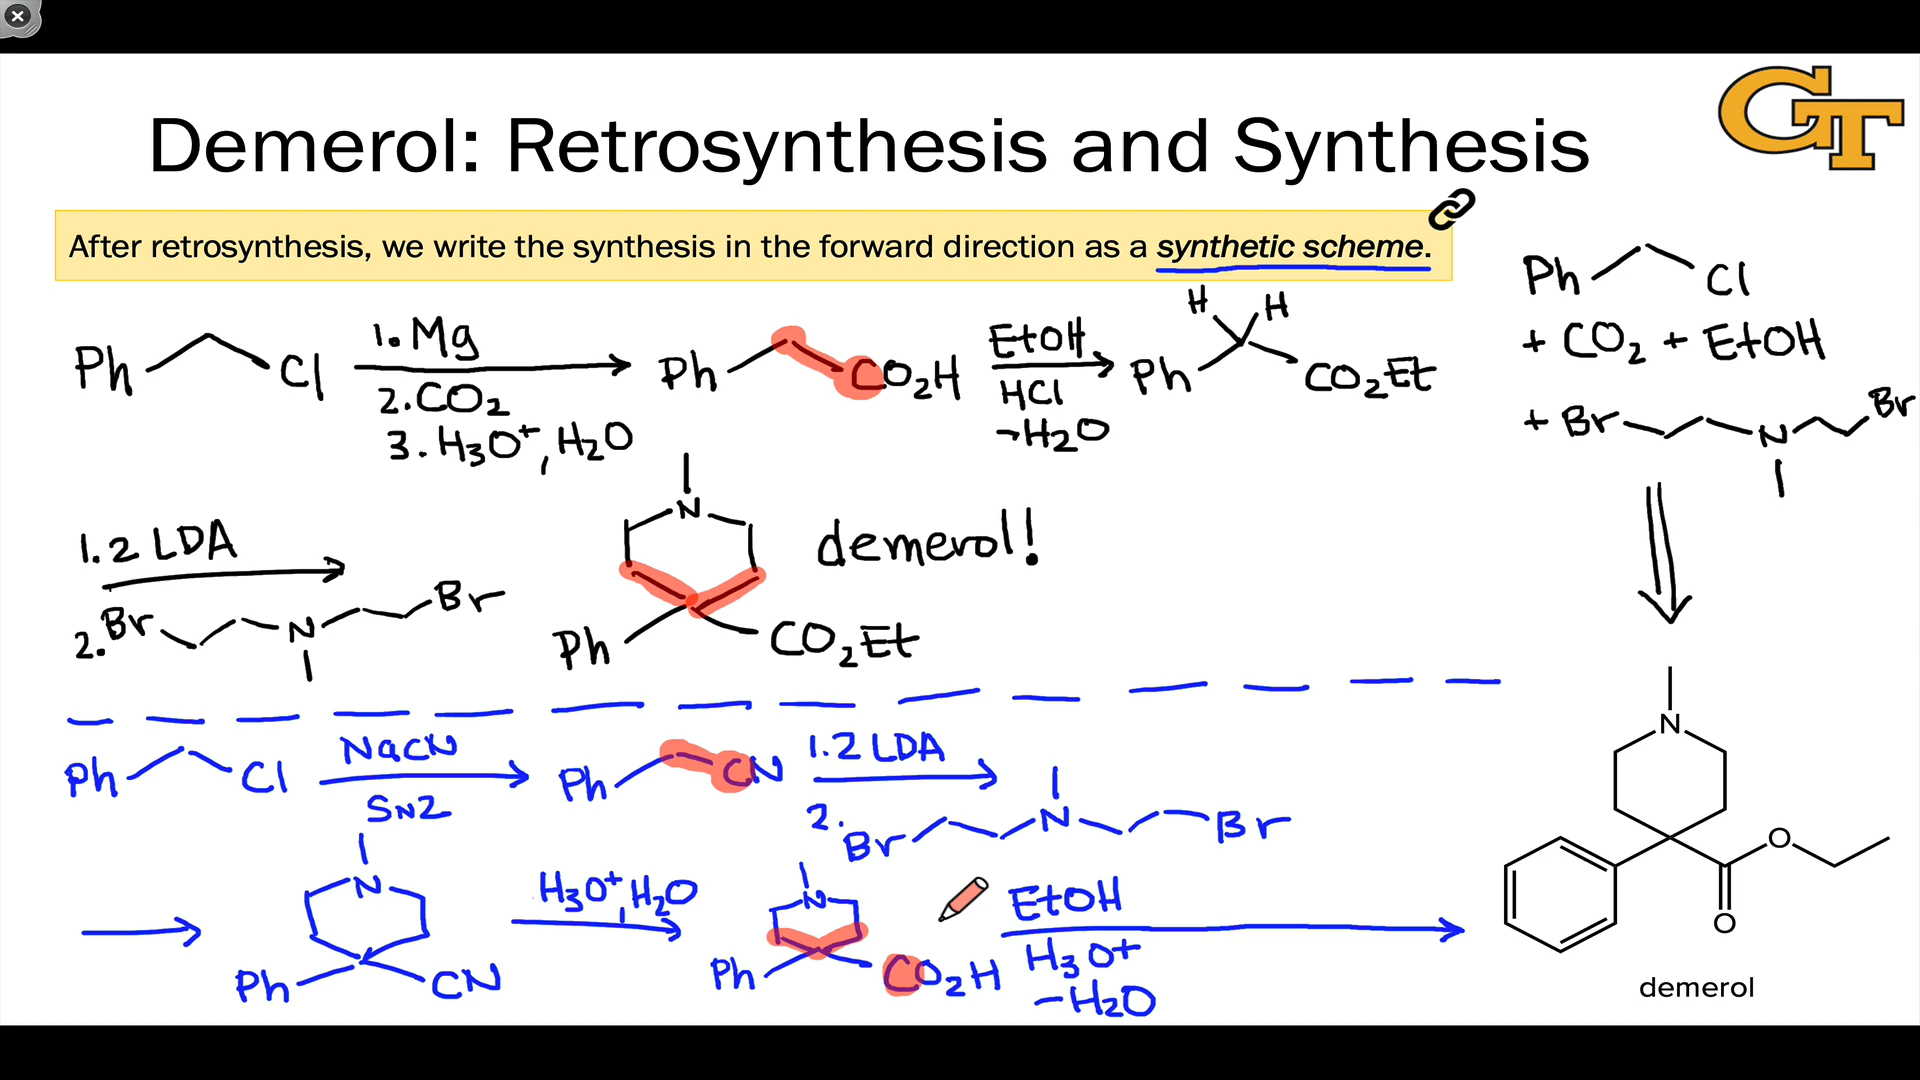 GT
Demerol: Retrosynthesis and Synthesis
After retrosynthesis, we write the synthesis in the forward direction as a synthetic scheme.
Ph Cl
1. Mg
2. CO2
3. H3O+, H2O
Ph CO2H
EtOH
HCl
-H2O
H H
Ph CO2Et
Ph Cl
+ CO2 + EtOH
+ Br N Br
1. 2 LDA
2. Br N Br
N
Ph CO2Et
demerol!
Ph Cl
NaCN
SN2
Ph CN
1. 2 LDA
2. Br N Br
N
Ph CN
H3O+, H2O
N
Ph CO2H
EtOH
H3O+
-H2O
N
O
O
demerol